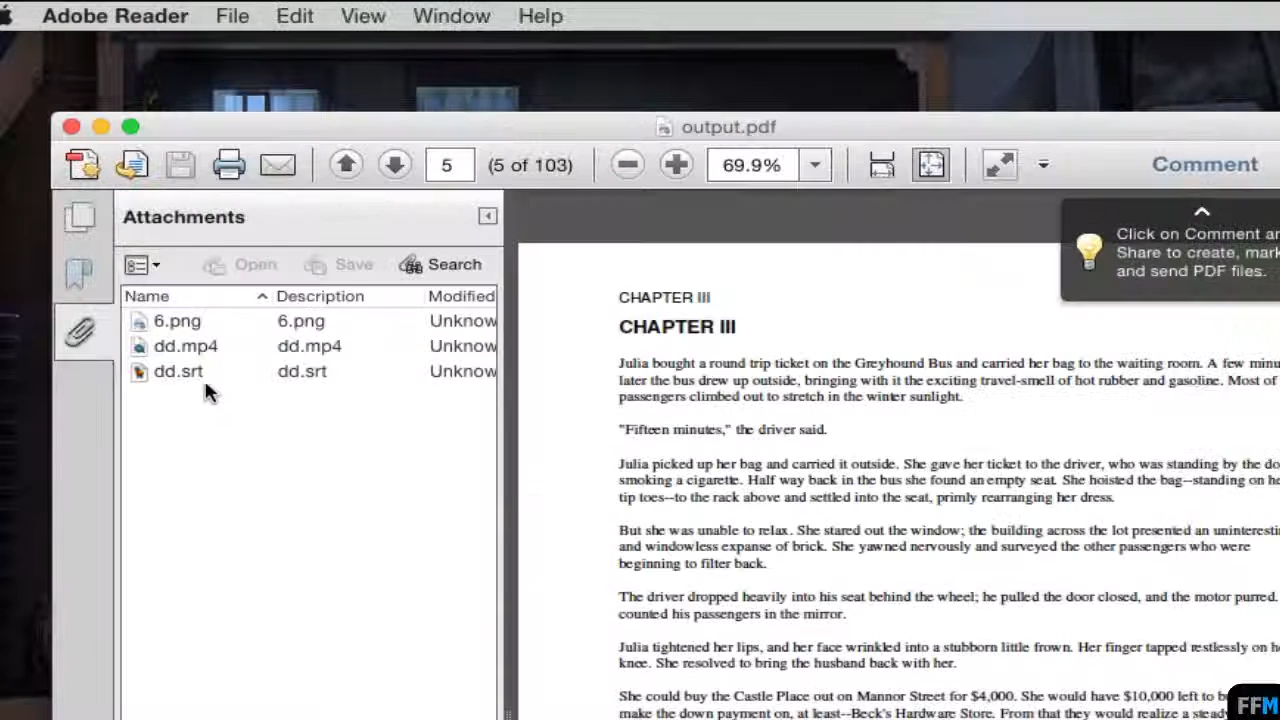 Adobe Reader File Edit View Window Help
output.pdf
5 (5 of 103) 69.9% Comment
Attachments
Click on Comment
Share to create, mark
and send PDF files.
Open Save Search
Name Description Modified
6.png 6.png Unknow
dd.mp4 dd.mp4 Unknow
dd.srt dd.srt Unknow
CHAPTER III
CHAPTER III
Julia bought a round trip ticket on the Greyhound Bus and carried her bag to the waiting room. A few
later the bus drew up outside, bringing with it the exciting travel-smell of hot rubber and gasoline. Most of
passengers climbed out to stretch in the winter sunlight.
"Fifteen minutes," the driver said.
Julia picked up her bag and carried it outside. She gave her ticket to the driver, who was standing by the
smoking a cigarette. Half way back in the bus she found an empty seat. She hoisted the bag--standing on
tip toes--to the rack above and settled into the seat, primly rearranging her dress.
But she was unable to relax. She stared out the window; the building across the lot presented an
and windowless expanse of brick. She yawned nervously and surveyed the other passengers who were
beginning to filter back.
The driver dropped heavily into his seat behind the wheel; he pulled the door closed, and the motor purred.
counted his passengers in the mirror.
Julia tightened her lips, and her face wrinkled into a stubborn little frown. Her finger tapped restlessly on
knee. She resolved to bring the husband back with her.
She could buy the Castle Place out on Mannor Street for $4,000. She would have $10,000 left to
make the down payment on, at least--Beck's Hardware Store. From that they would realize a
FFM